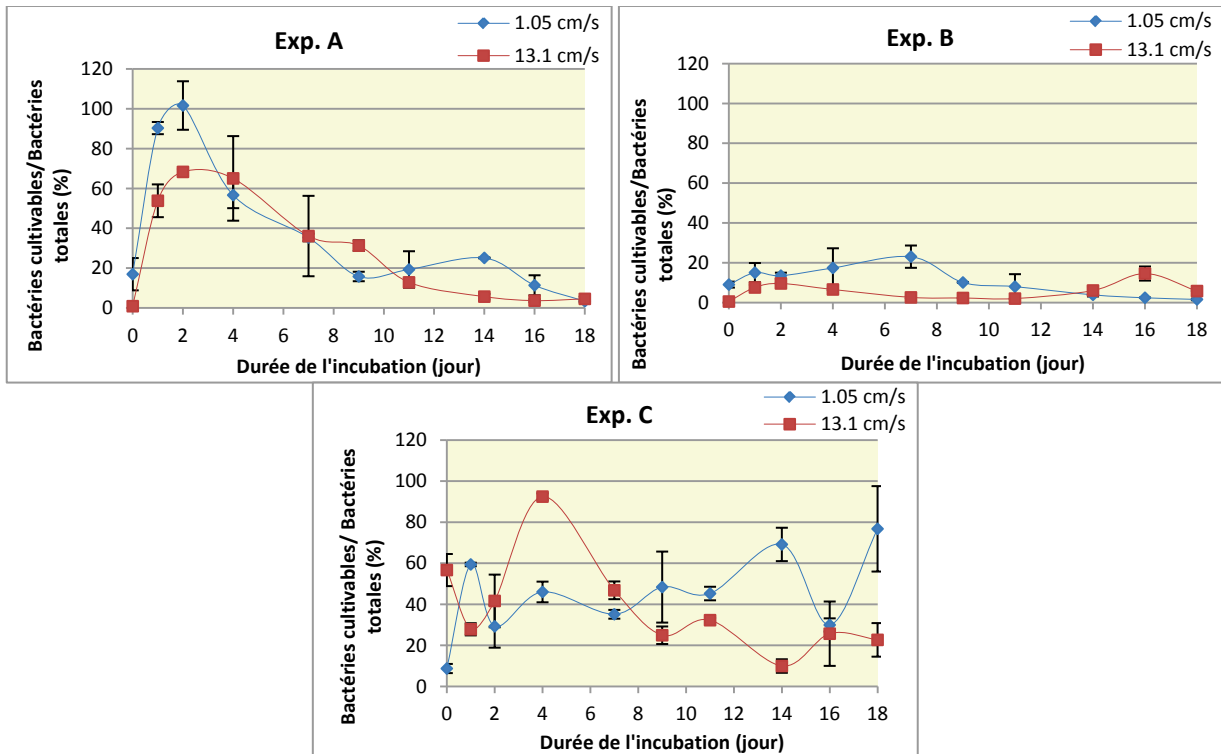 Exp. A
1.05 cm/s
13.1 cm/s
Bactéries cultivables/Bactéries
totales (%)
120
100
80
60
40
20
0
0 2 4 6 8 10 12 14 16 18
Durée de l'incubation (jour)
Exp. B
1.05 cm/s
13.1 cm/s
Bactéries cultivables/Bactéries
totales (%)
120
100
80
60
40
20
0
0 2 4 6 8 10 12 14 16 18
Durée de l'incubation (jour)
Exp. C
1.05 cm/s
13.1 cm/s
Bactéries cultivables/ Bactéries
totales (%)
120
100
80
60
40
20
0
0 2 4 6 8 10 12 14 16 18
Durée de l'incubation (jour)